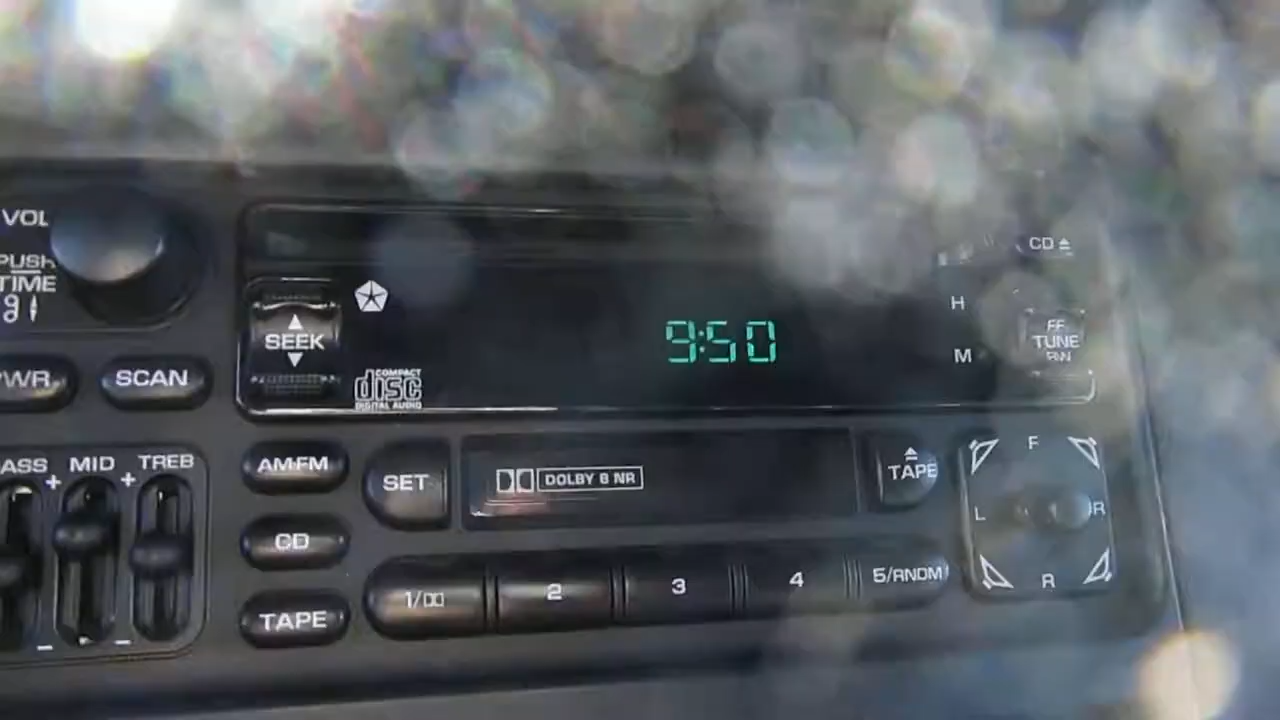 VOL
PUSH
TIME
CD
SEEK
H
9:50
M
FF
TUNE
RW
COMPACT
disc
DIGITAL AUDIO
PWR
SCAN
BASS
MID
TREB
+
+
-
-
AM/FM
SET
DOLBY B NR
TAPE
F
L
R
R
CD
TAPE
1/
2
3
4
5/RNDM